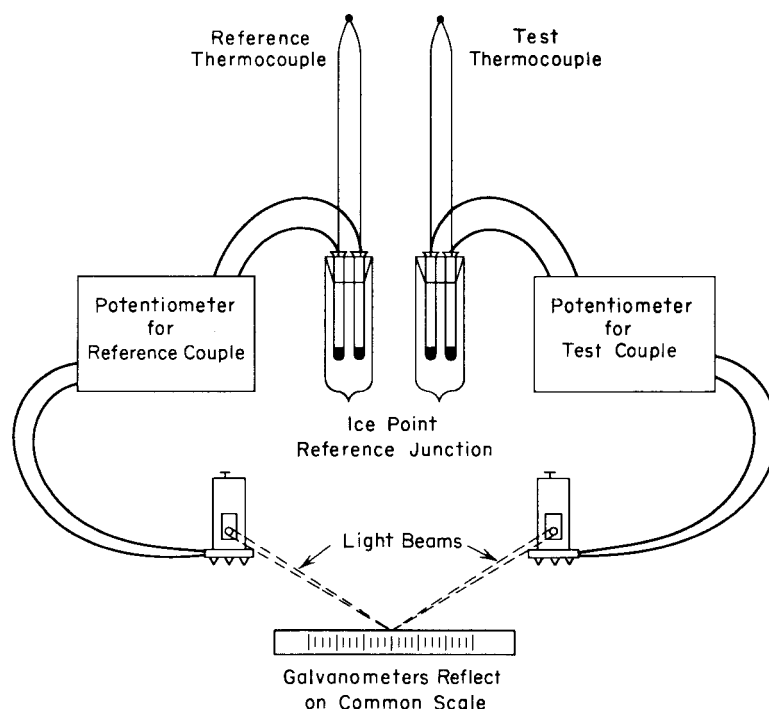 Reference
Thermocouple
Test
Thermocouple
Potentiometer
for
Reference Couple
Potentiometer
for
Test Couple
Ice Point
Reference Junction
Light Beams
Galvanometers Reflect
on Common Scale